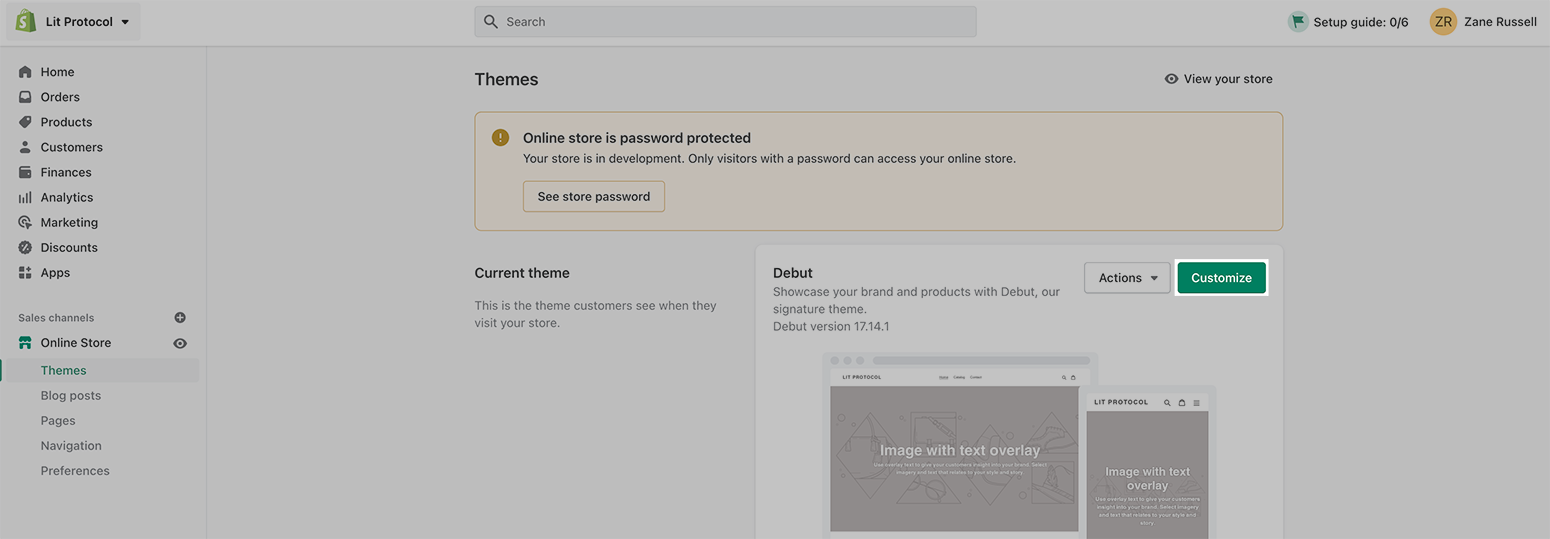 Lit Protocol
Search
Setup guide: 0/6
ZR
Zane Russell
Home
Orders
Products
Customers
Finances
Analytics
Marketing
Discounts
Apps
Sales channels
Online Store
Themes
Blog posts
Pages
Navigation
Preferences
Themes
View your store
Online store is password protected
Your store is in development. Only visitors with a password can access your online store.
See store password
Current theme
This is the theme customers see when they
visit your store.
Debut
Showcase your brand and products with Debut, our
signature theme.
Debut version 17.14.1
Actions
Customize
LIT PROTOCOL
Home Catalog Contact
Image with text overlay
Use overlay text to give your customers insight into your brand. Select
imagery and text that relates to your style and story.
LIT PROTOCOL
Image with text
overlay
Use overlay text to give your customers
insight into your brand. Select imagery
and text that relates to your style and
story.